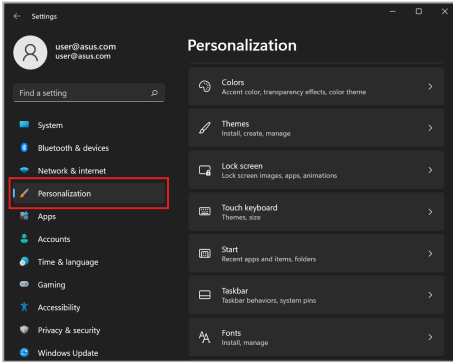 Settings
user@asus.com
user@asus.com
Find a setting
System
Bluetooth & devices
Network & internet
Personalization
Apps
Accounts
Time & language
Gaming
Accessibility
Privacy & security
Windows Update
Personalization
Colors
Accent color, transparency effects, color theme
Themes
Install, create, manage
Lock screen
Lock screen images, apps, animations
Touch keyboard
Themes, size
Start
Recent apps and items, folders
Taskbar
Taskbar behaviors, system pins
Fonts
Install, manage